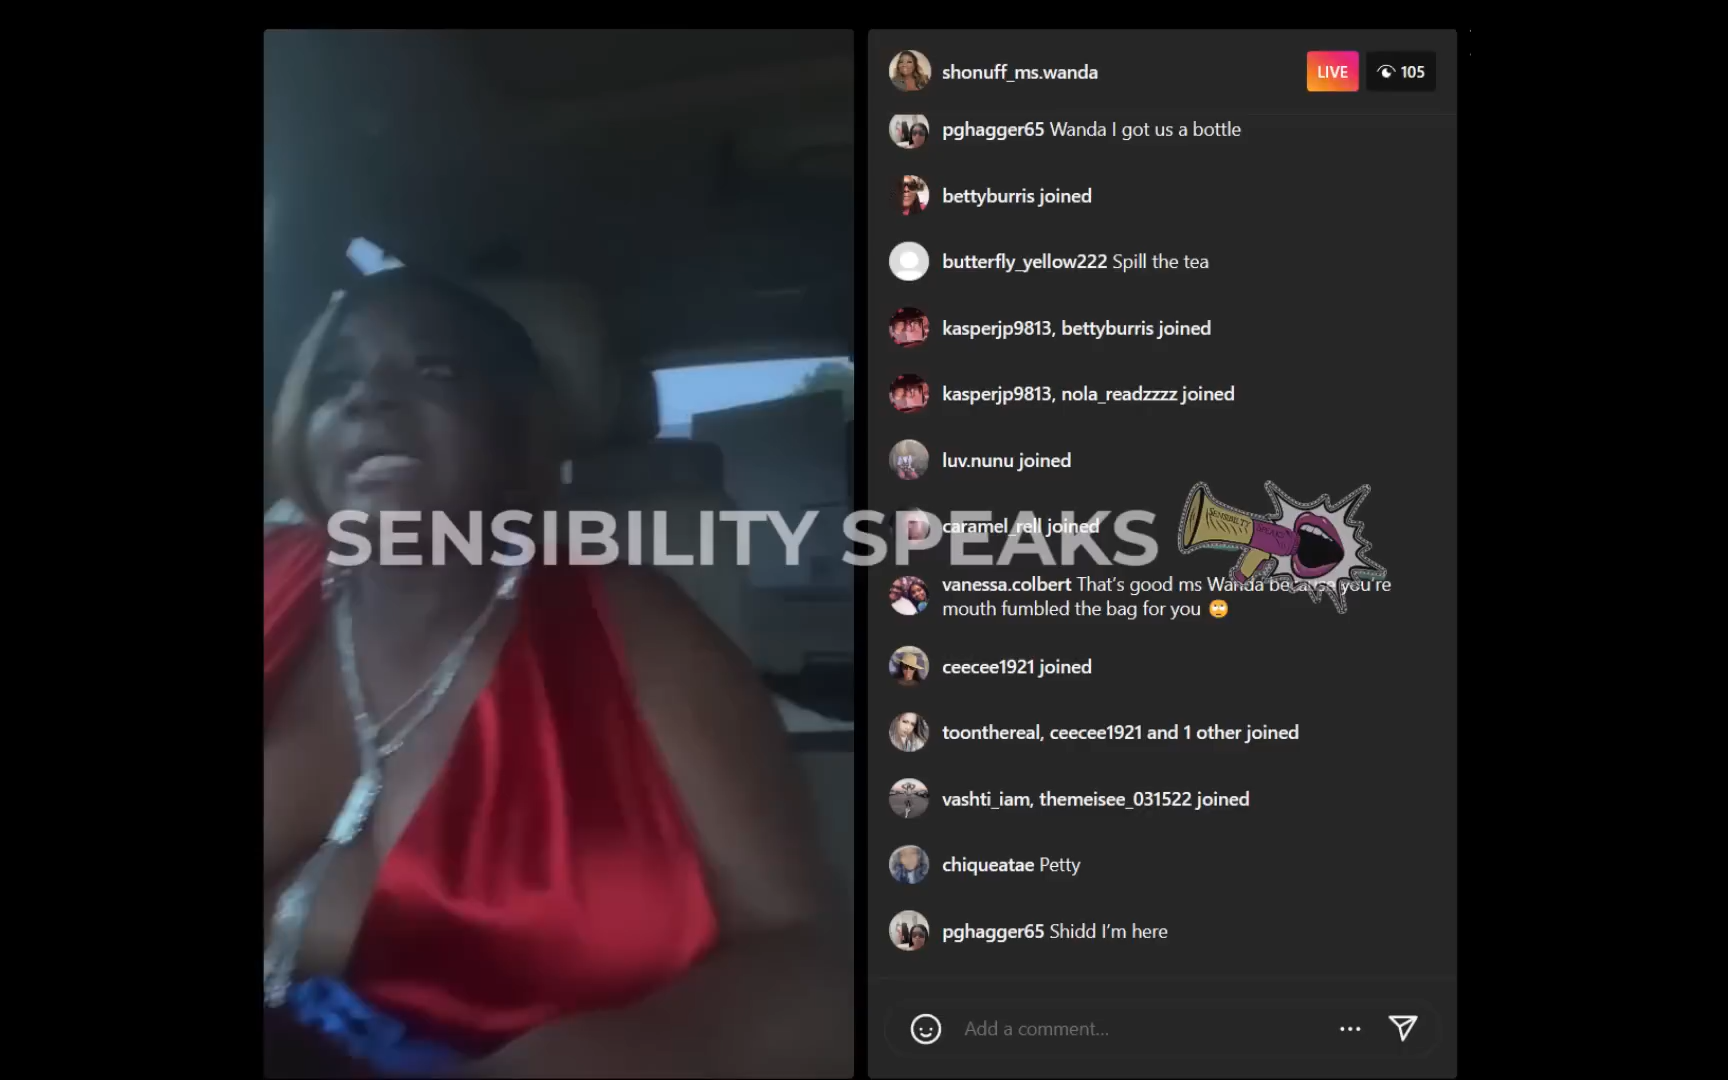 shonuff_ms.wanda
LIVE
105
pghagger65 Wanda I got us a bottle
bettyburris joined
butterfly_yellow222 Spill the tea
kasperjp9813, bettyburris joined
kasperjp9813, nola_readzzzz joined
luv.nunu joined
caramel_rell joined
SENSIBILITY SPEAKS
SENSIBILTY
SPEAKS
vanessa.colbert That's good ms Wanda because you're
mouth fumbled the bag for you 🙄
ceecee1921 joined
toonthereal, ceecee1921 and 1 other joined
vashti_iam, themeisee_031522 joined
chiqueatae Petty
pghagger65 Shidd I'm here
Add a comment...